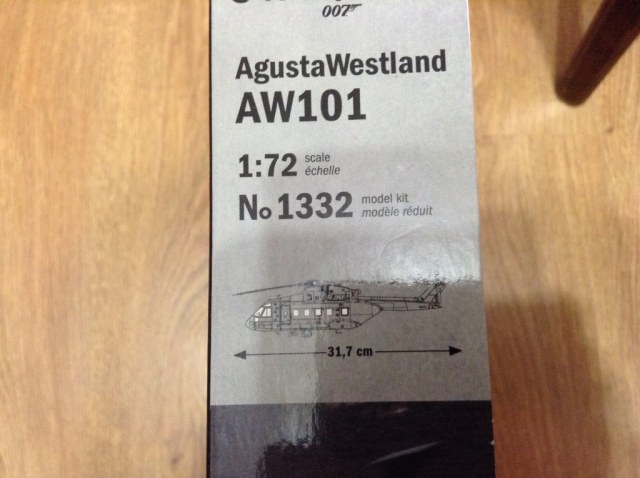 007
AgustaWestland
AW101
1:72 scale
échelle
No 1332 model kit
modèle réduit
31,7 cm